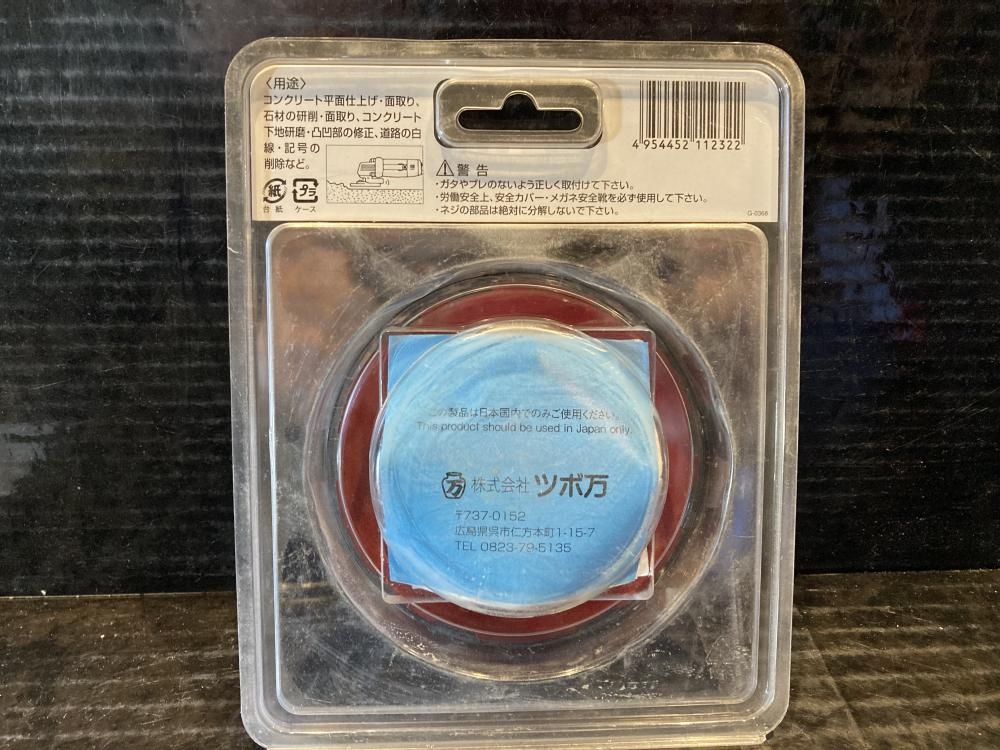 〈用途〉
コンクリート平面仕上げ・面取り、
石材の研削・面取り、コンクリート
下地研磨・凸凹部の修正、道路の白
線・記号の
削除など。
紙
プラ
台 紙
ケース
警 告
・ガタやブレのないよう正しく取付けて下さい。
・労働安全上、安全カバー・メガネ安全靴を必ず使用して下さい。
・ネジの部品は絶対に分解しないで下さい。
4 954452 112322
G-0368
この製品は日本国内でのみご使用ください。
This product should be used in Japan only.
万 株式会社 ツボ万
〒737-0152
広島県呉市仁方本町1-15-7
TEL 0823-79-5135